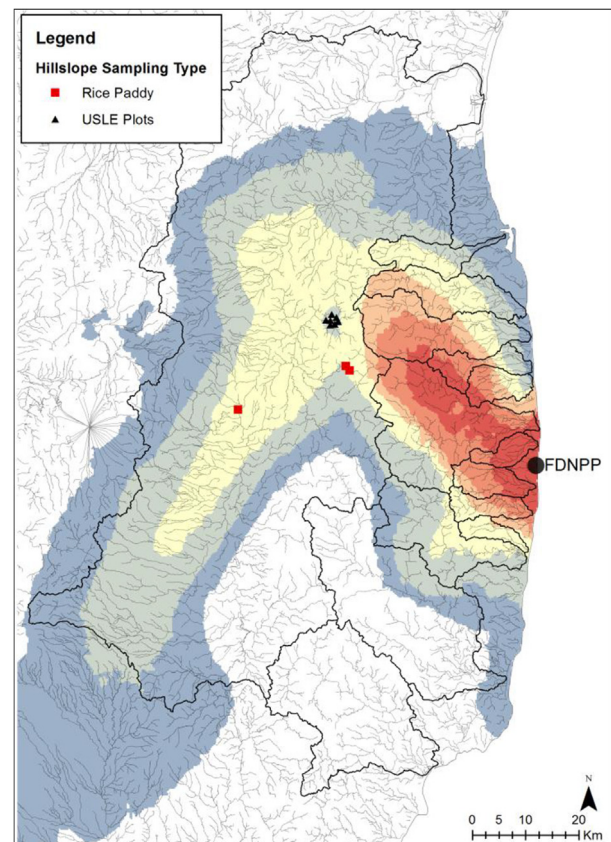 Legend
Hillslope Sampling Type
Rice Paddy
USLE Plots
FDNPP
N
0 5 10 20
Km